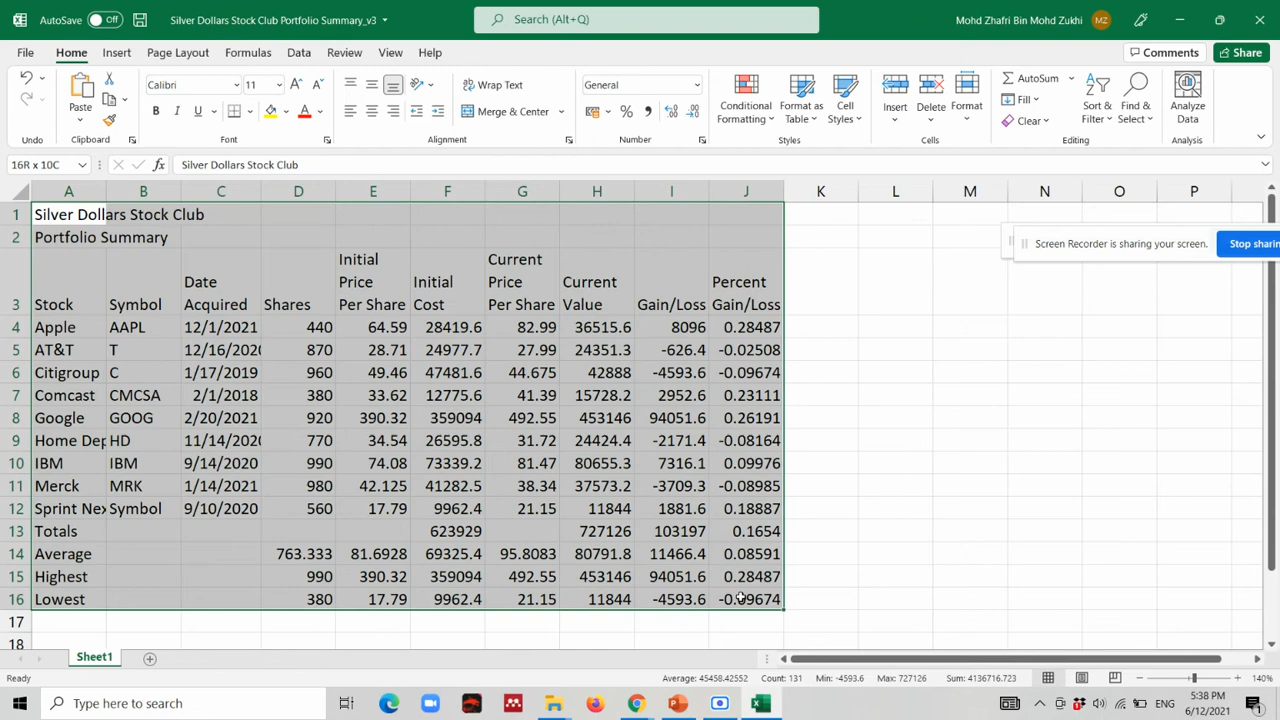 AutoSave Off Silver Dollars Stock Club Portfolio Summary_v3 Search (Alt+Q) Mohd Zhafri Bin Mohd Zukhi MZ
File Home Insert Page Layout Formulas Data Review View Help Comments Share
Paste Calibri 11 Wrap Text General Conditional Formatting Format as Table Cell Styles Insert Delete Format AutoSum Sort & Filter Find & Select Analyze Data
B I U A Merge & Center % Fill
Clear
Undo Clipboard Font Alignment Number Styles Cells Editing Analysis
16R x 10C fx Silver Dollars Stock Club
A B C D E F G H I J K L M N O P
1 Silver Dollars Stock Club
2 Portfolio Summary
Screen Recorder is sharing your screen. Stop sharin
3 Stock Symbol Date Acquired Shares Initial Price Per Share Initial Cost Current Price Per Share Current Value Gain/Loss Percent Gain/Loss
4 Apple AAPL 12/1/2021 440 64.59 28419.6 82.99 36515.6 8096 0.28487
5 AT&T T 12/16/2020 870 28.71 24977.7 27.99 24351.3 -626.4 -0.02508
6 Citigroup C 1/17/2019 960 49.46 47481.6 44.675 42888 -4593.6 -0.09674
7 Comcast CMCSA 2/1/2018 380 33.62 12775.6 41.39 15728.2 2952.6 0.23111
8 Google GOOG 2/20/2021 920 390.32 359094 492.55 453146 94051.6 0.26191
9 Home Dep HD 11/14/2020 770 34.54 26595.8 31.72 24424.4 -2171.4 -0.08164
10 IBM IBM 9/14/2020 990 74.08 73339.2 81.47 80655.3 7316.1 0.09976
11 Merck MRK 1/14/2021 980 42.125 41282.5 38.34 37573.2 -3709.3 -0.08985
12 Sprint Nex Symbol 9/10/2020 560 17.79 9962.4 21.15 11844 1881.6 0.18887
13 Totals 623929 727126 103197 0.1654
14 Average 763.333 81.6928 69325.4 95.8083 80791.8 11466.4 0.08591
15 Highest 990 390.32 359094 492.55 453146 94051.6 0.28487
16 Lowest 380 17.79 9962.4 21.15 11844 -4593.6 -0.09674
17
18
Sheet1
Ready Average: 45458.42552 Count: 131 Min: -4593.6 Max: 727126 Sum: 4136716.723 140%
Type here to search ENG 5:38 PM
6/12/2021